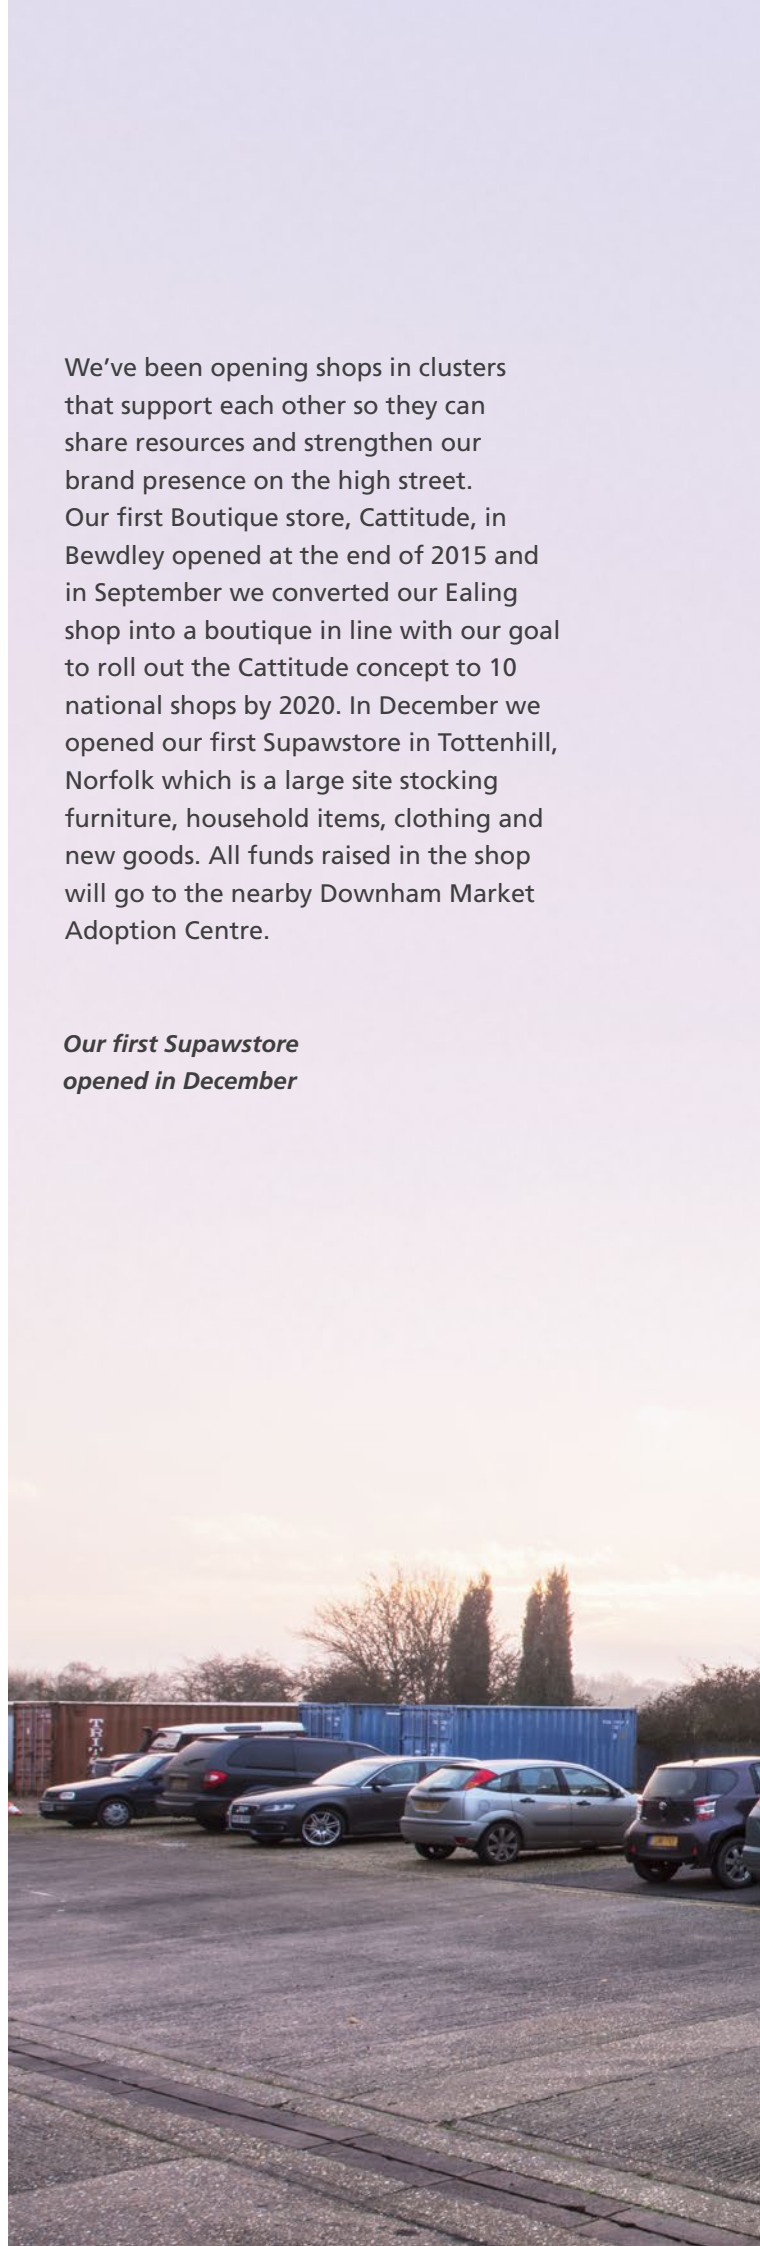 We’ve been opening shops in clusters
that support each other so they can
share resources and strengthen our
brand presence on the high street.
Our first Boutique store, Cattitude, in
Bewdley opened at the end of 2015 and
in September we converted our Ealing
shop into a boutique in line with our goal
to roll out the Cattitude concept to 10
national shops by 2020. In December we
opened our first Supawstore in Tottenhill,
Norfolk which is a large site stocking
furniture, household items, clothing and
new goods. All funds raised in the shop
will go to the nearby Downham Market
Adoption Centre.
Our first Supawstore
opened in December